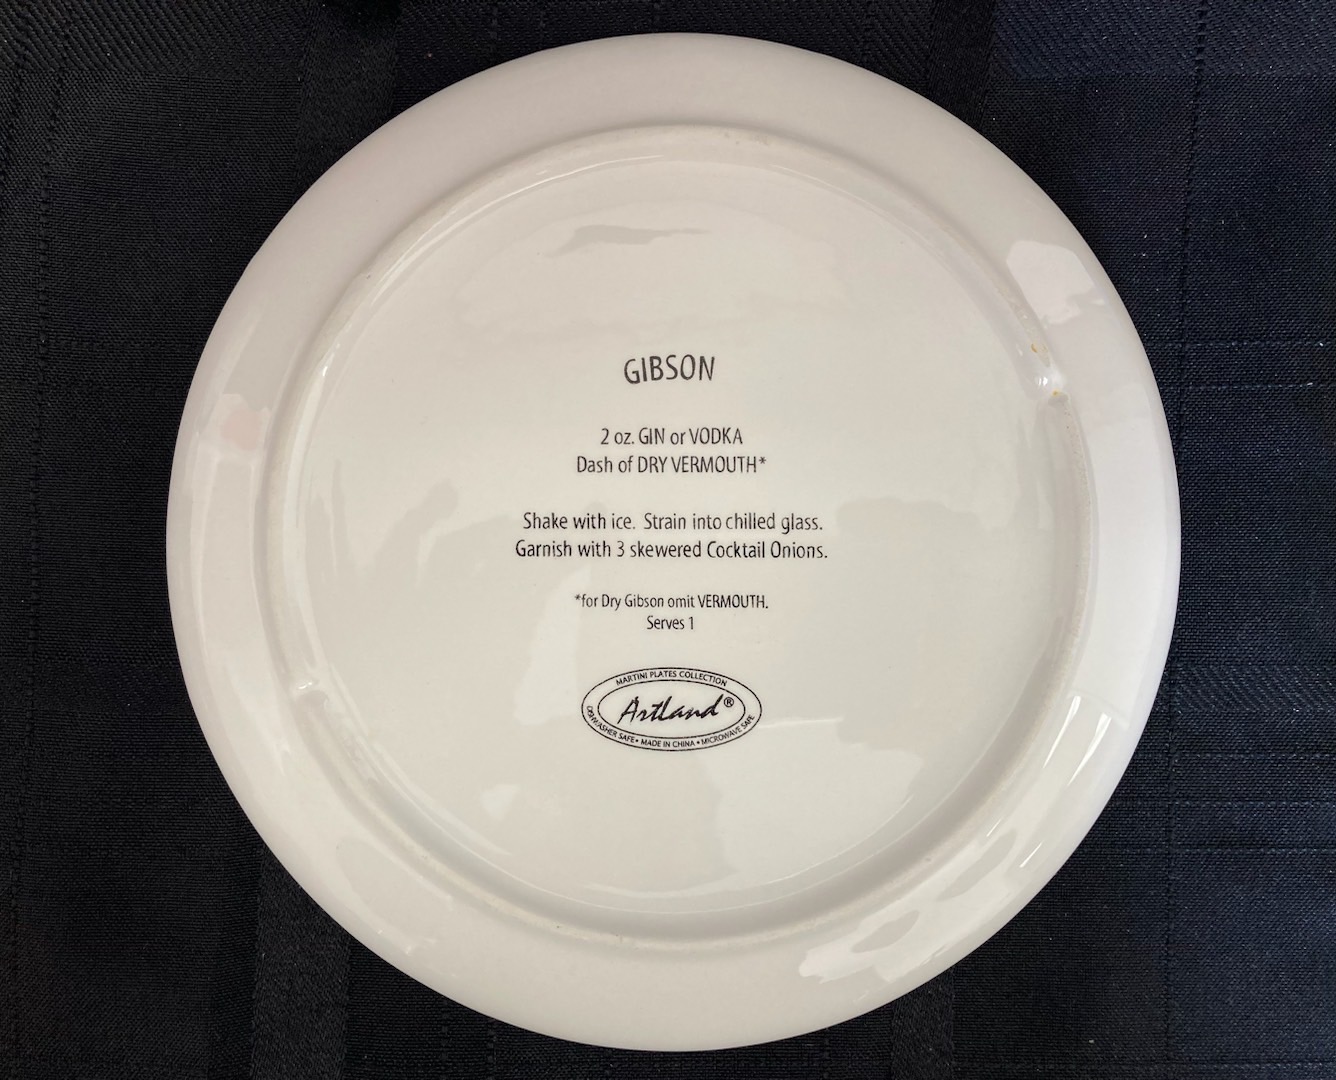 GIBSON
2 oz. GIN or VODKA
Dash of DRY VERMOUTH*
Shake with ice. Strain into chilled glass.
Garnish with 3 skewered Cocktail Onions.
*for Dry Gibson omit VERMOUTH.
Serves 1
MARTINI PLATES COLLECTION
Artland®
DISHWASHER SAFE • MADE IN CHINA • MICROWAVE SAFE